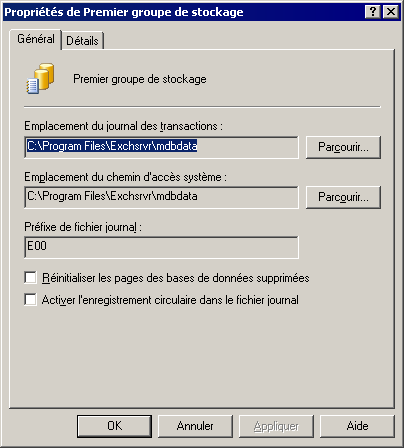 Propriétés de Premier groupe de stockage
Général Détails
Premier groupe de stockage
Emplacement du journal des transactions :
C:\Program Files\Exchsrvr\mdbdata Parcourir...
Emplacement du chemin d'accès système :
C:\Program Files\Exchsrvr\mdbdata Parcourir...
Préfixe de fichier journal :
E00
Réinitialiser les pages des bases de données supprimées
Activer l'enregistrement circulaire dans le fichier journal
OK Annuler Appliquer Aide